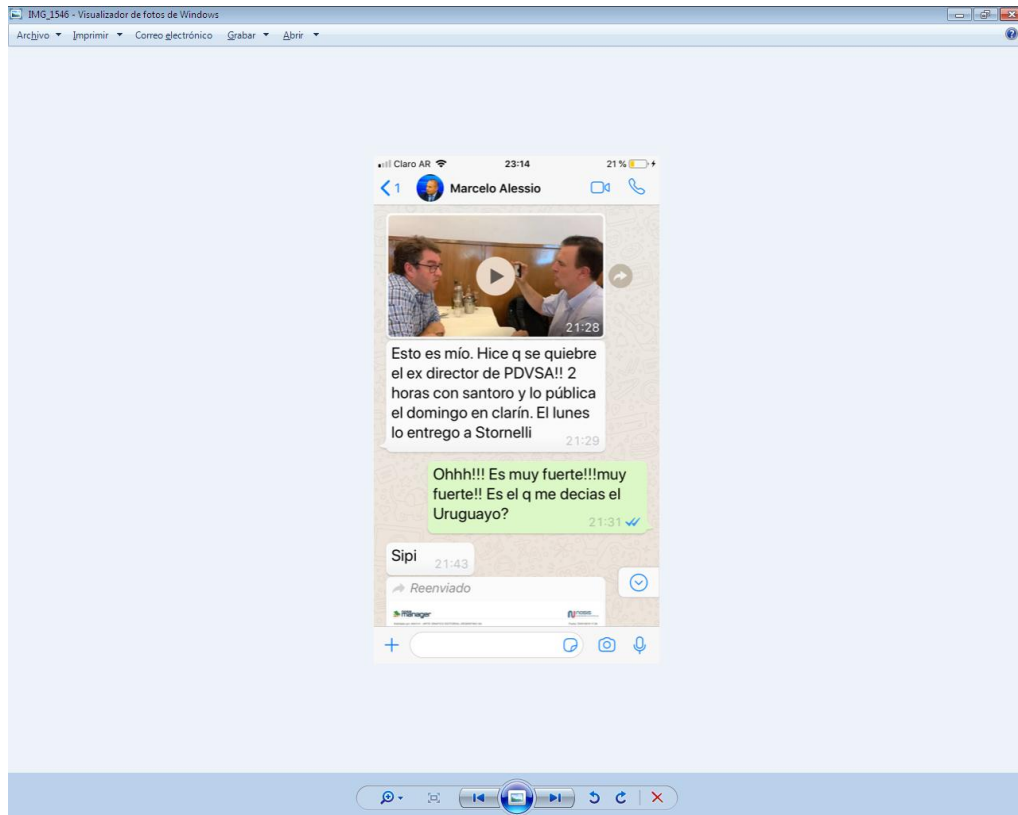 IMG_1546 - Visualizador de fotos de Windows
Archivo Imprimir Correo electrónico Grabar Abrir
Claro AR 23:14 21 %
1 Marcelo Alessio
21:28
Esto es mío. Hice q se quiebre
el ex director de PDVSA!! 2
horas con santoro y lo pública
el domingo en clarín. El lunes
lo entrego a Stornelli
21:29
Ohhh!!! Es muy fuerte!!!muy
fuerte!! Es el q me decias el
Uruguayo?
21:31
Sipi 21:43
Reenviado
manager